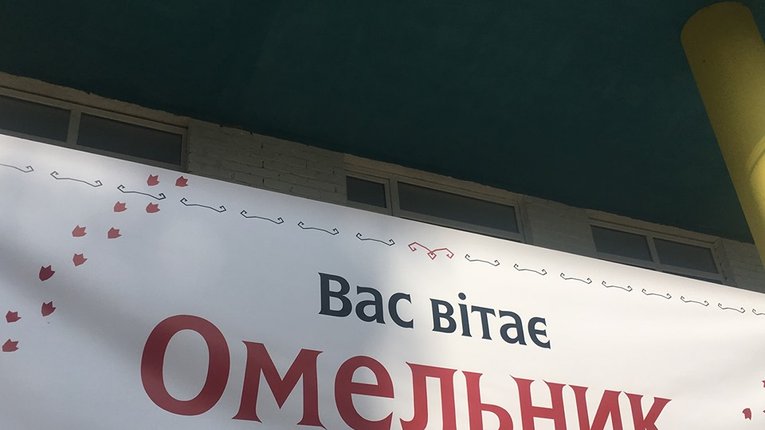 Вас вітає
Омельник